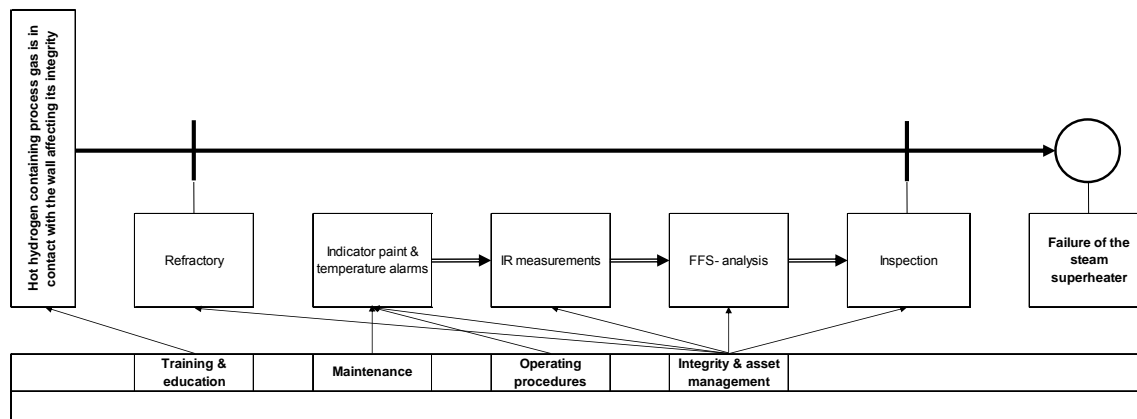 Hot hydrogen containing process gas is in
contact with the wall affecting its integrity
Refractory
Indicator paint &
temperature alarms
IR measurements
FFS- analysis
Inspection
Failure of the
steam
superheater
Training &
education
Maintenance
Operating
procedures
Integrity & asset
management